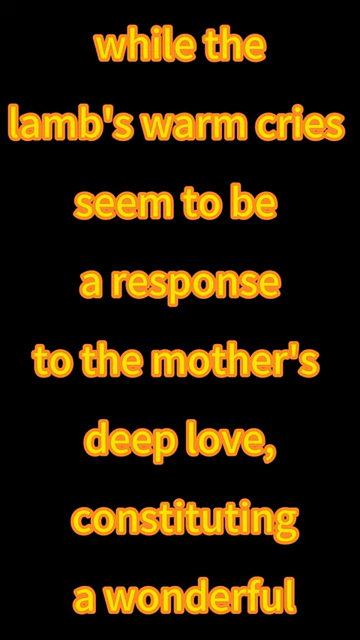 while the
lamb's warm cries
seem to be
a response
to the mother's
deep love,
constituting
a wonderful